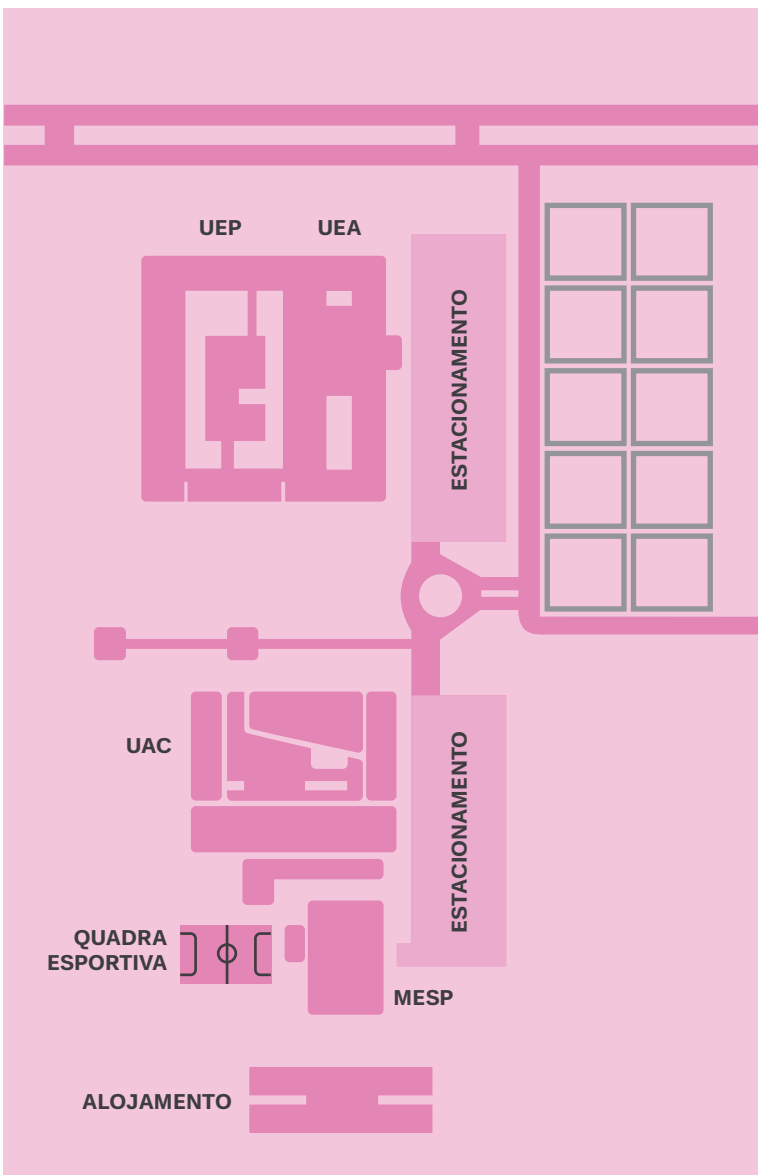 UEP
UEA
ESTACIONAMENTO
UAC
ESTACIONAMENTO
QUADRA
ESPORTIVA
MESP
ALOJAMENTO